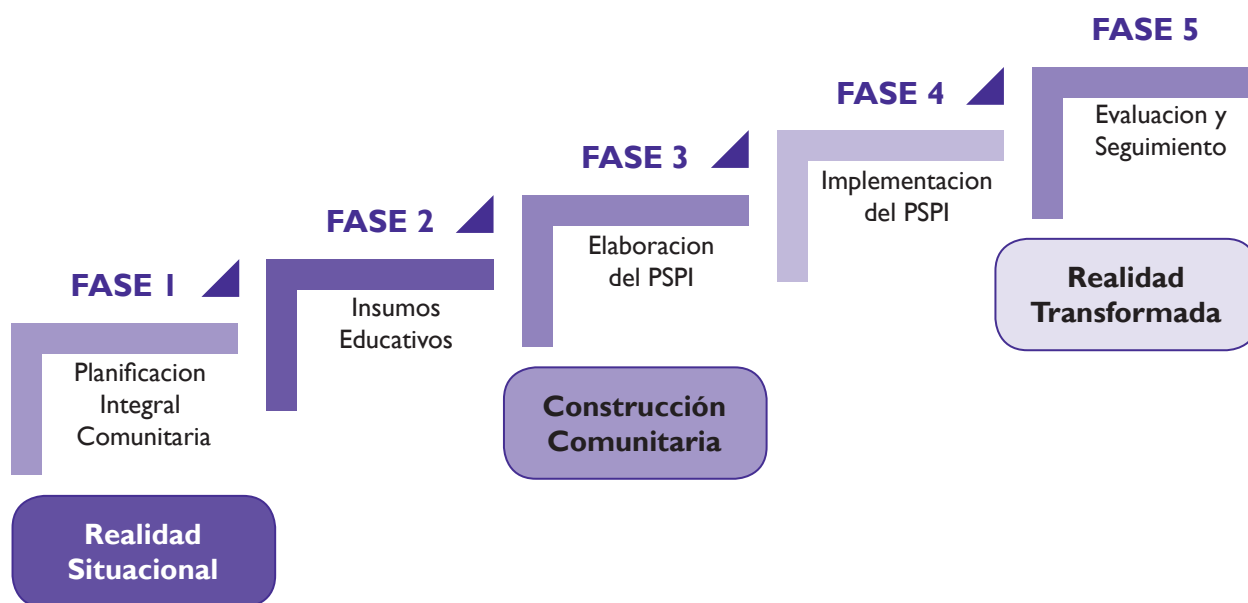 FASE 1
Planificacion
Integral
Comunitaria
Realidad
Situacional
FASE 2
Insumos
Educativos
FASE 3
Elaboracion
del PSPI
Construcción
Comunitaria
FASE 4
Implementacion
del PSPI
FASE 5
Evaluacion y
Seguimiento
Realidad
Transformada